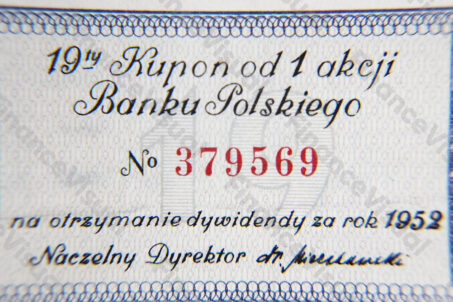 19ty Kupon od 1 akcji
Banku Polskiego
No 379569
na otrzymanie dywidendy za rok 1952
Naczelny Dyrektor